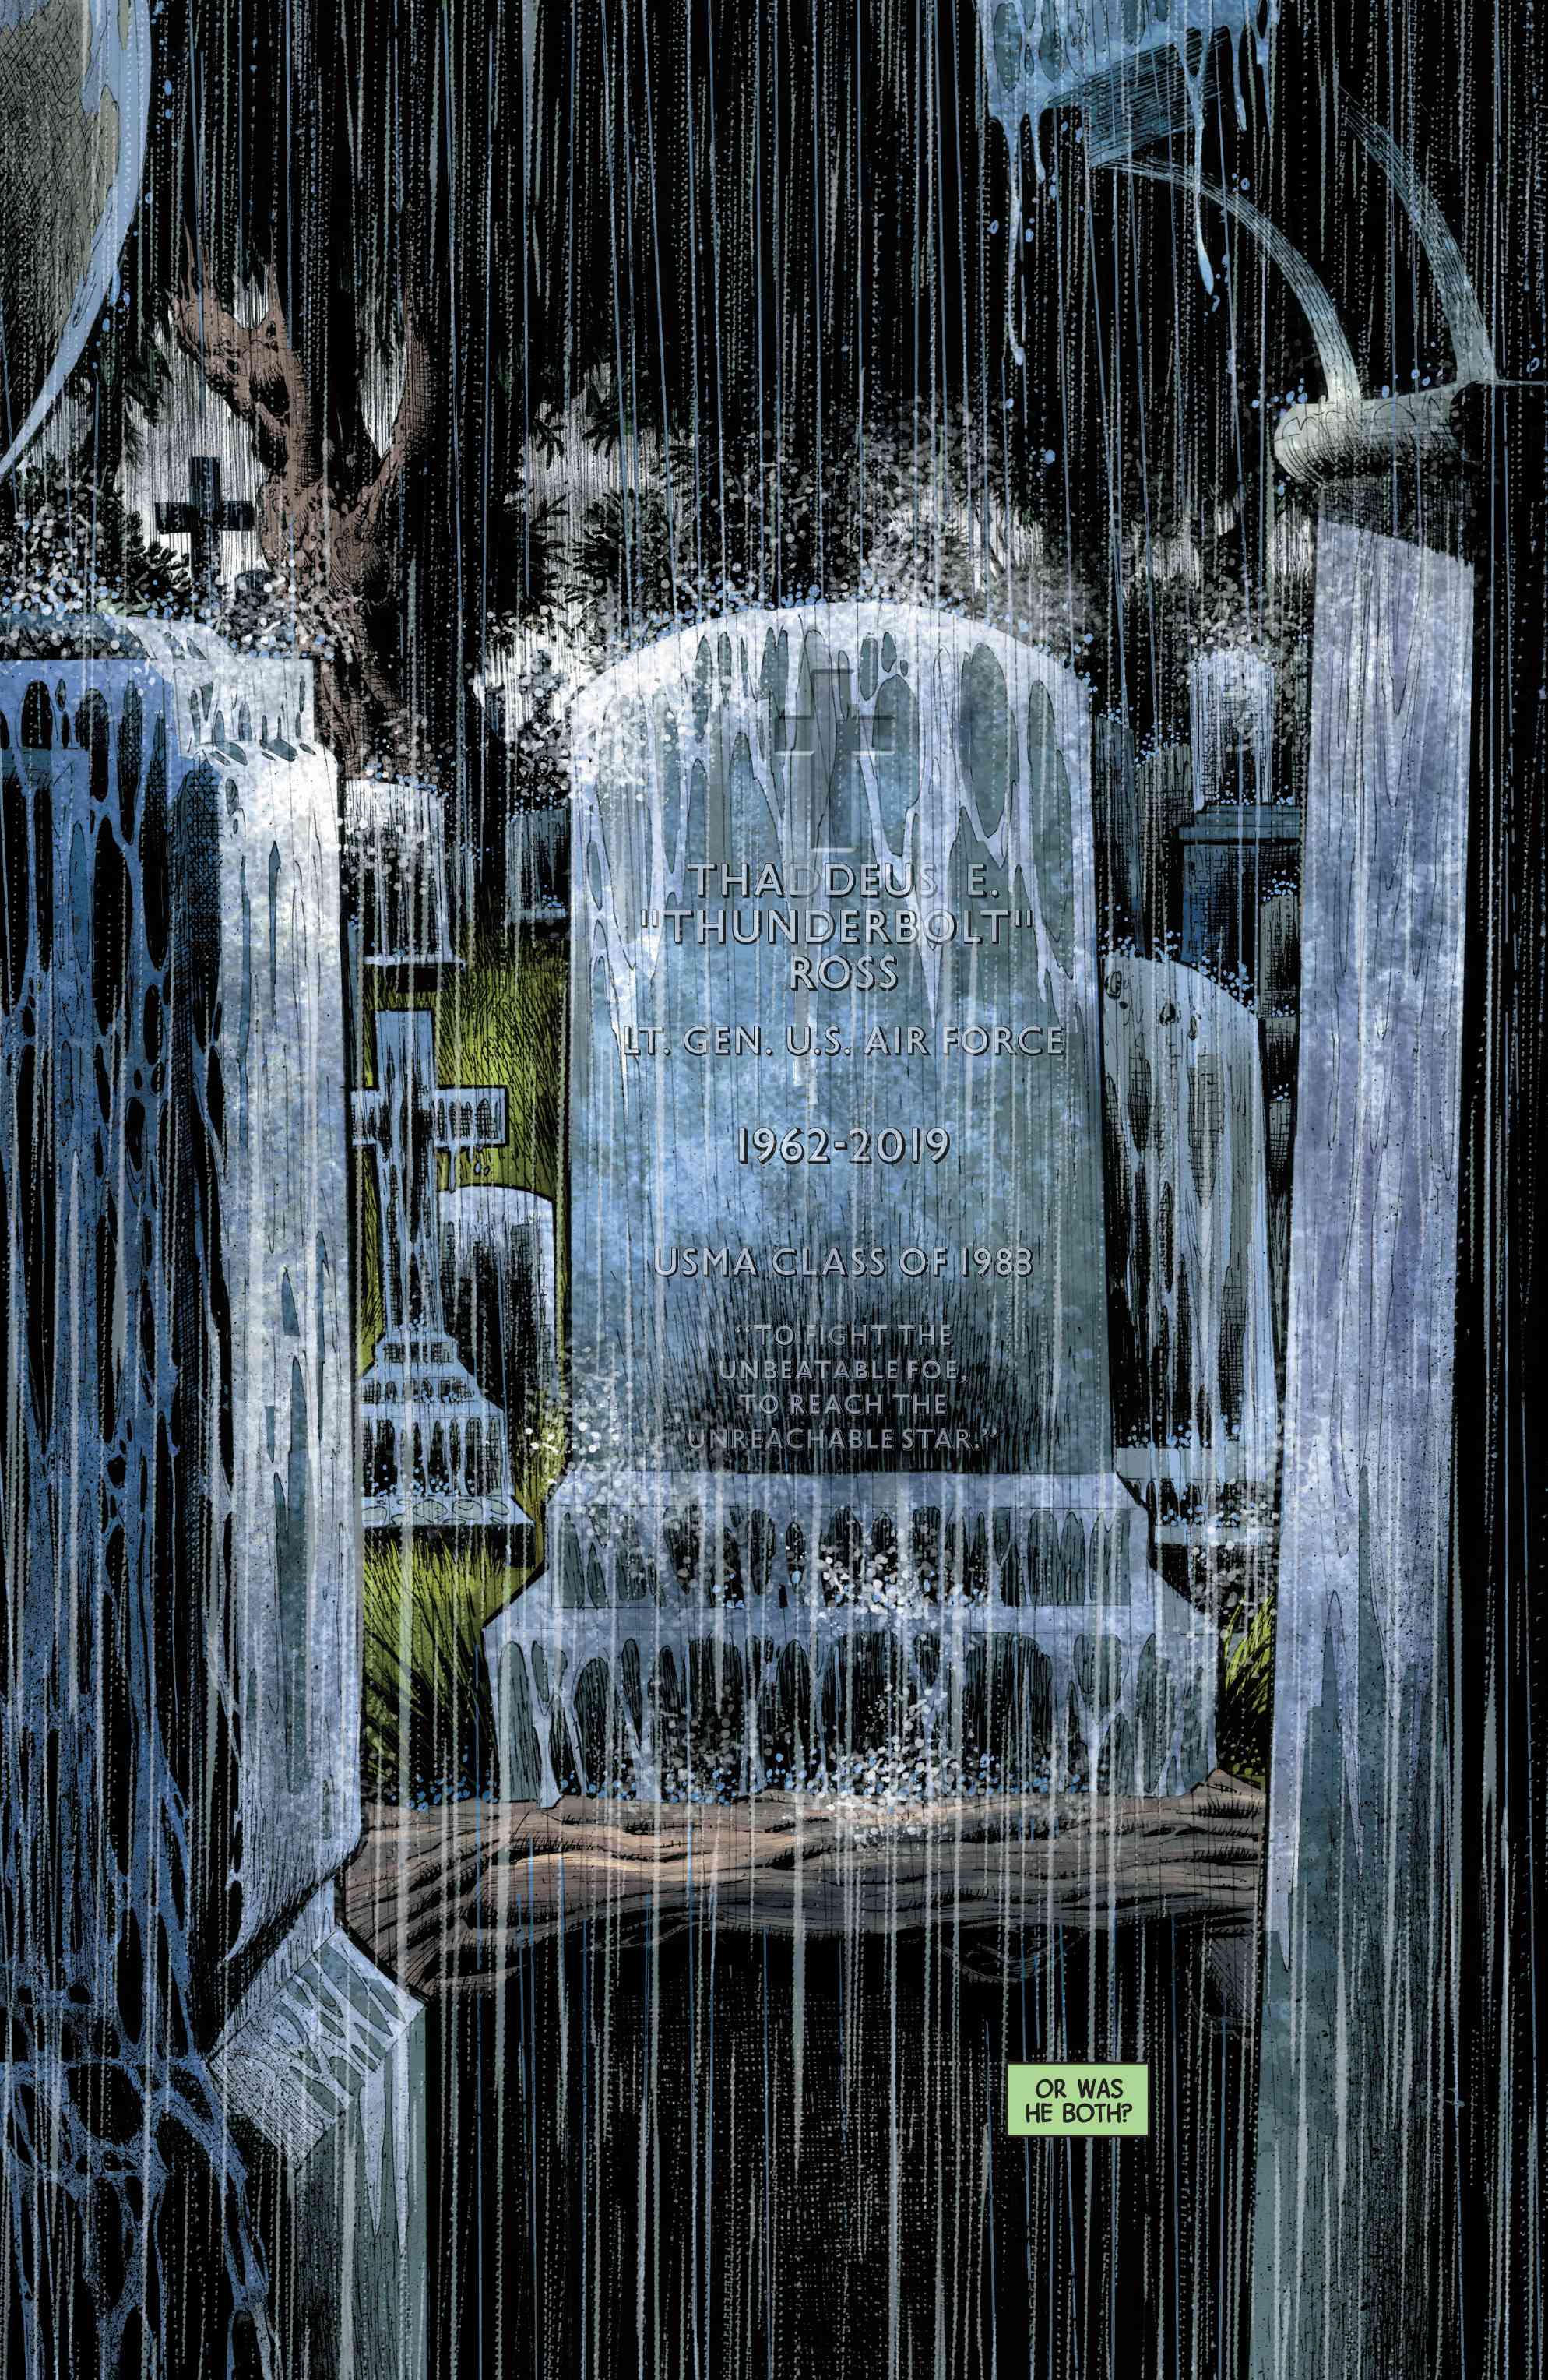 THADDEUS E.
"THUNDERBOLT"
ROSS
LT. GEN. U.S. AIR FORCE
1962-2019
USMA CLASS OF 1983
"TO FIGHT THE
UNBEATABLE FOE,
TO REACH THE
UNREACHABLE STAR."
OR WAS
HE BOTH?